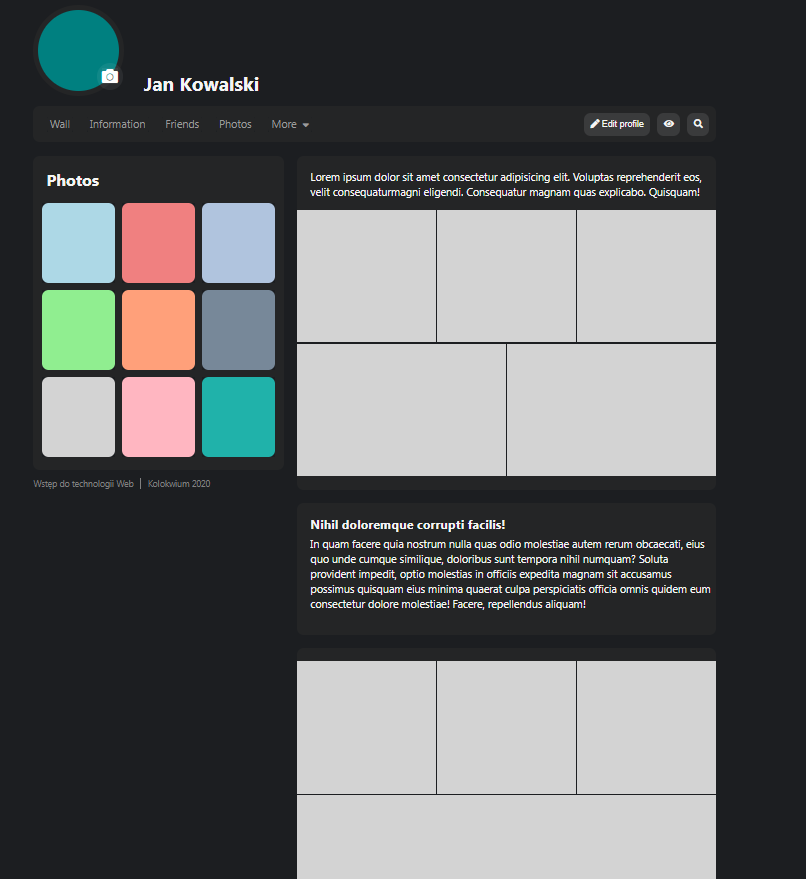 Jan Kowalski
Wall Information Friends Photos More Edit profile
Photos
Wstęp do technologii Web | Kolokwium 2020
Lorem ipsum dolor sit amet consectetur adipisicing elit. Voluptas reprehenderit eos,
velit consequaturmagni eligendi. Consequatur magnam quas explicabo. Quisquam!
Nihil doloremque corrupti facilis!
In quam facere quia nostrum nulla quas odio molestiae autem rerum obcaecati, eius
quo unde cumque similique, doloribus sunt tempora nihil numquam? Soluta
provident impedit, optio molestias in officiis expedita magnam sit accusamus
possimus quisquam eius minima quaerat culpa perspiciatis officia omnis quidem eum
consectetur dolore molestiae! Facere, repellendus aliquam!